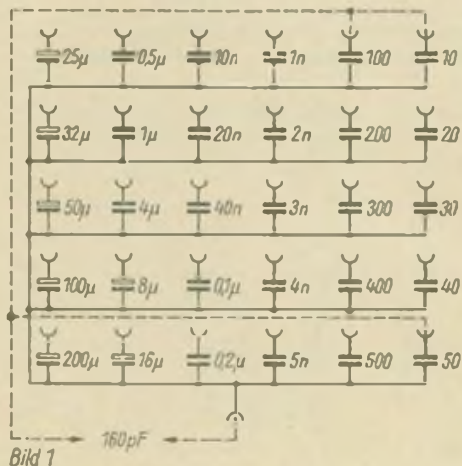 25µ 0,5µ 10n 1n 100 10
32µ 1µ 20n 2n 200 20
50µ 4µ 40n 3n 300 30
100µ 8µ 0,1µ 4n 400 40
200µ 16µ 0,2µ 5n 500 50
160pF
Bild 1